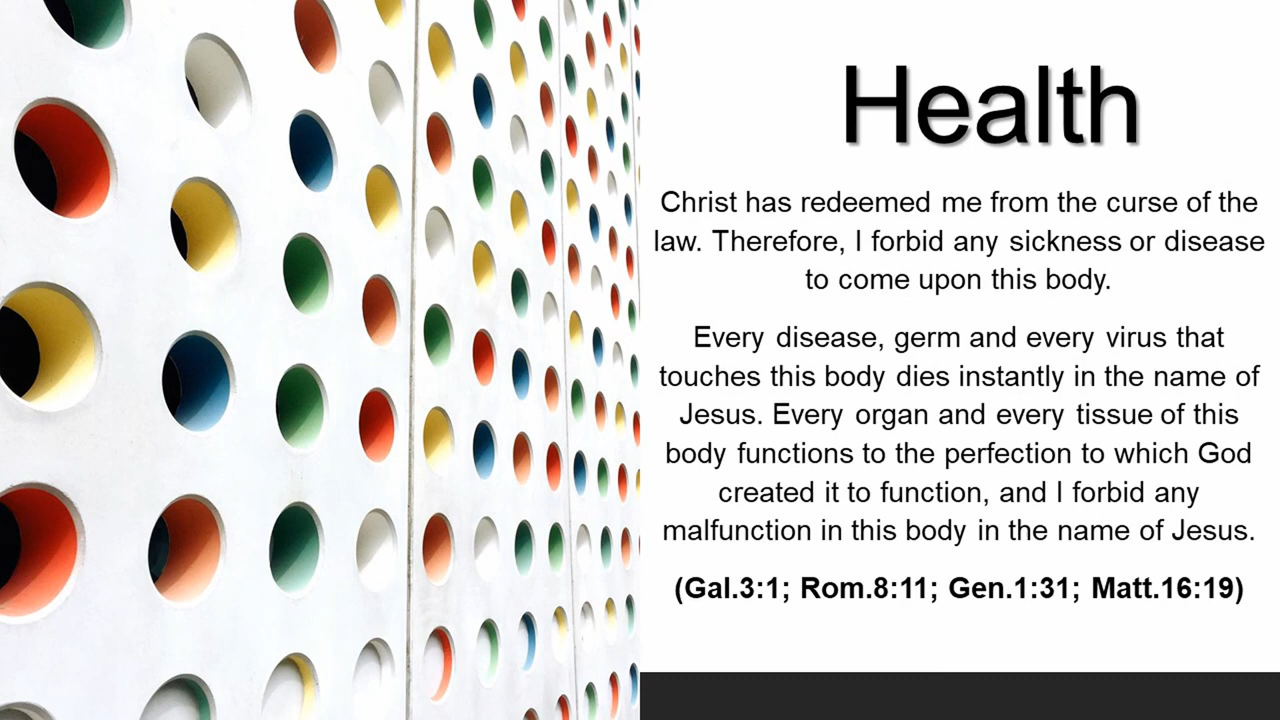 Health
Christ has redeemed me from the curse of the
law. Therefore, I forbid any sickness or disease
to come upon this body.
Every disease, germ and every virus that
touches this body dies instantly in the name of
Jesus. Every organ and every tissue of this
body functions to the perfection to which God
created it to function, and I forbid any
malfunction in this body in the name of Jesus.
(Gal.3:1; Rom.8:11; Gen.1:31; Matt.16:19)